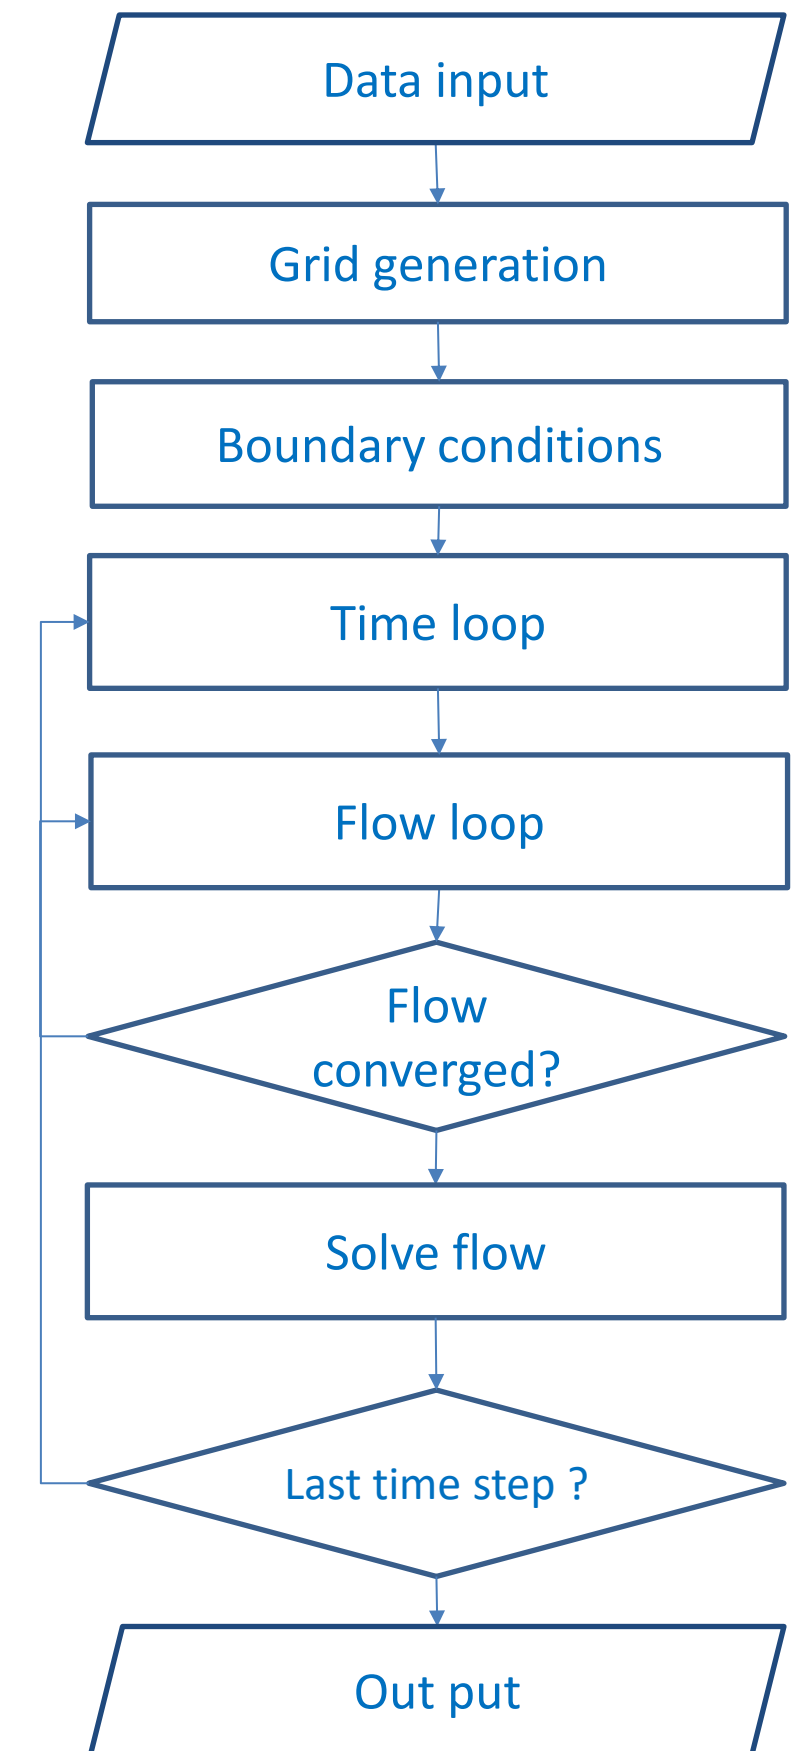 Data input
Grid generation
Boundary conditions
Time loop
Flow loop
Flow
converged?
Solve flow
Last time step ?
Out put